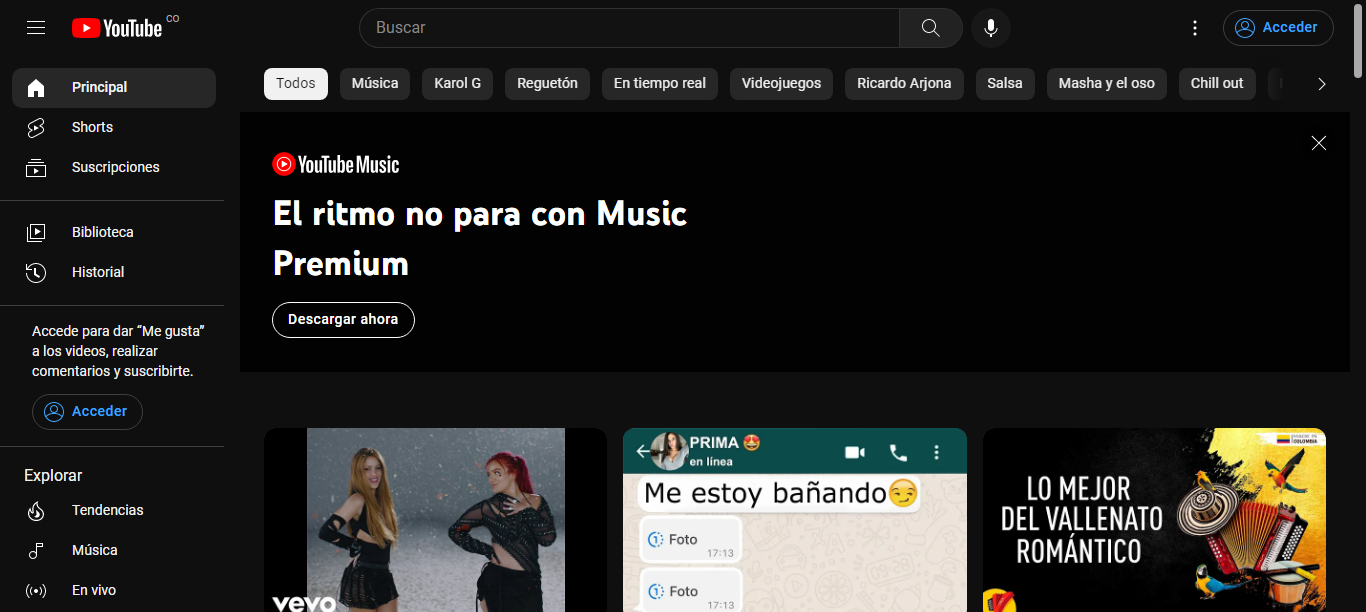 YouTube CO
Buscar
Acceder
Principal
Shorts
Suscripciones
Biblioteca
Historial
Accede para dar “Me gusta”
a los videos, realizar
comentarios y suscribirte.
Acceder
Explorar
Tendencias
Música
En vivo
Todos Música Karol G Reguetón En tiempo real Videojuegos Ricardo Arjona Salsa Masha y el oso Chill out
YouTube Music
El ritmo no para con Music
Premium
Descargar ahora
vevo
PRIMA
en línea
Me estoy bañando
1 Foto
17:13
1 Foto
17:13
COLOMBIA
LO MEJOR
DEL VALLENATO
ROMÁNTICO